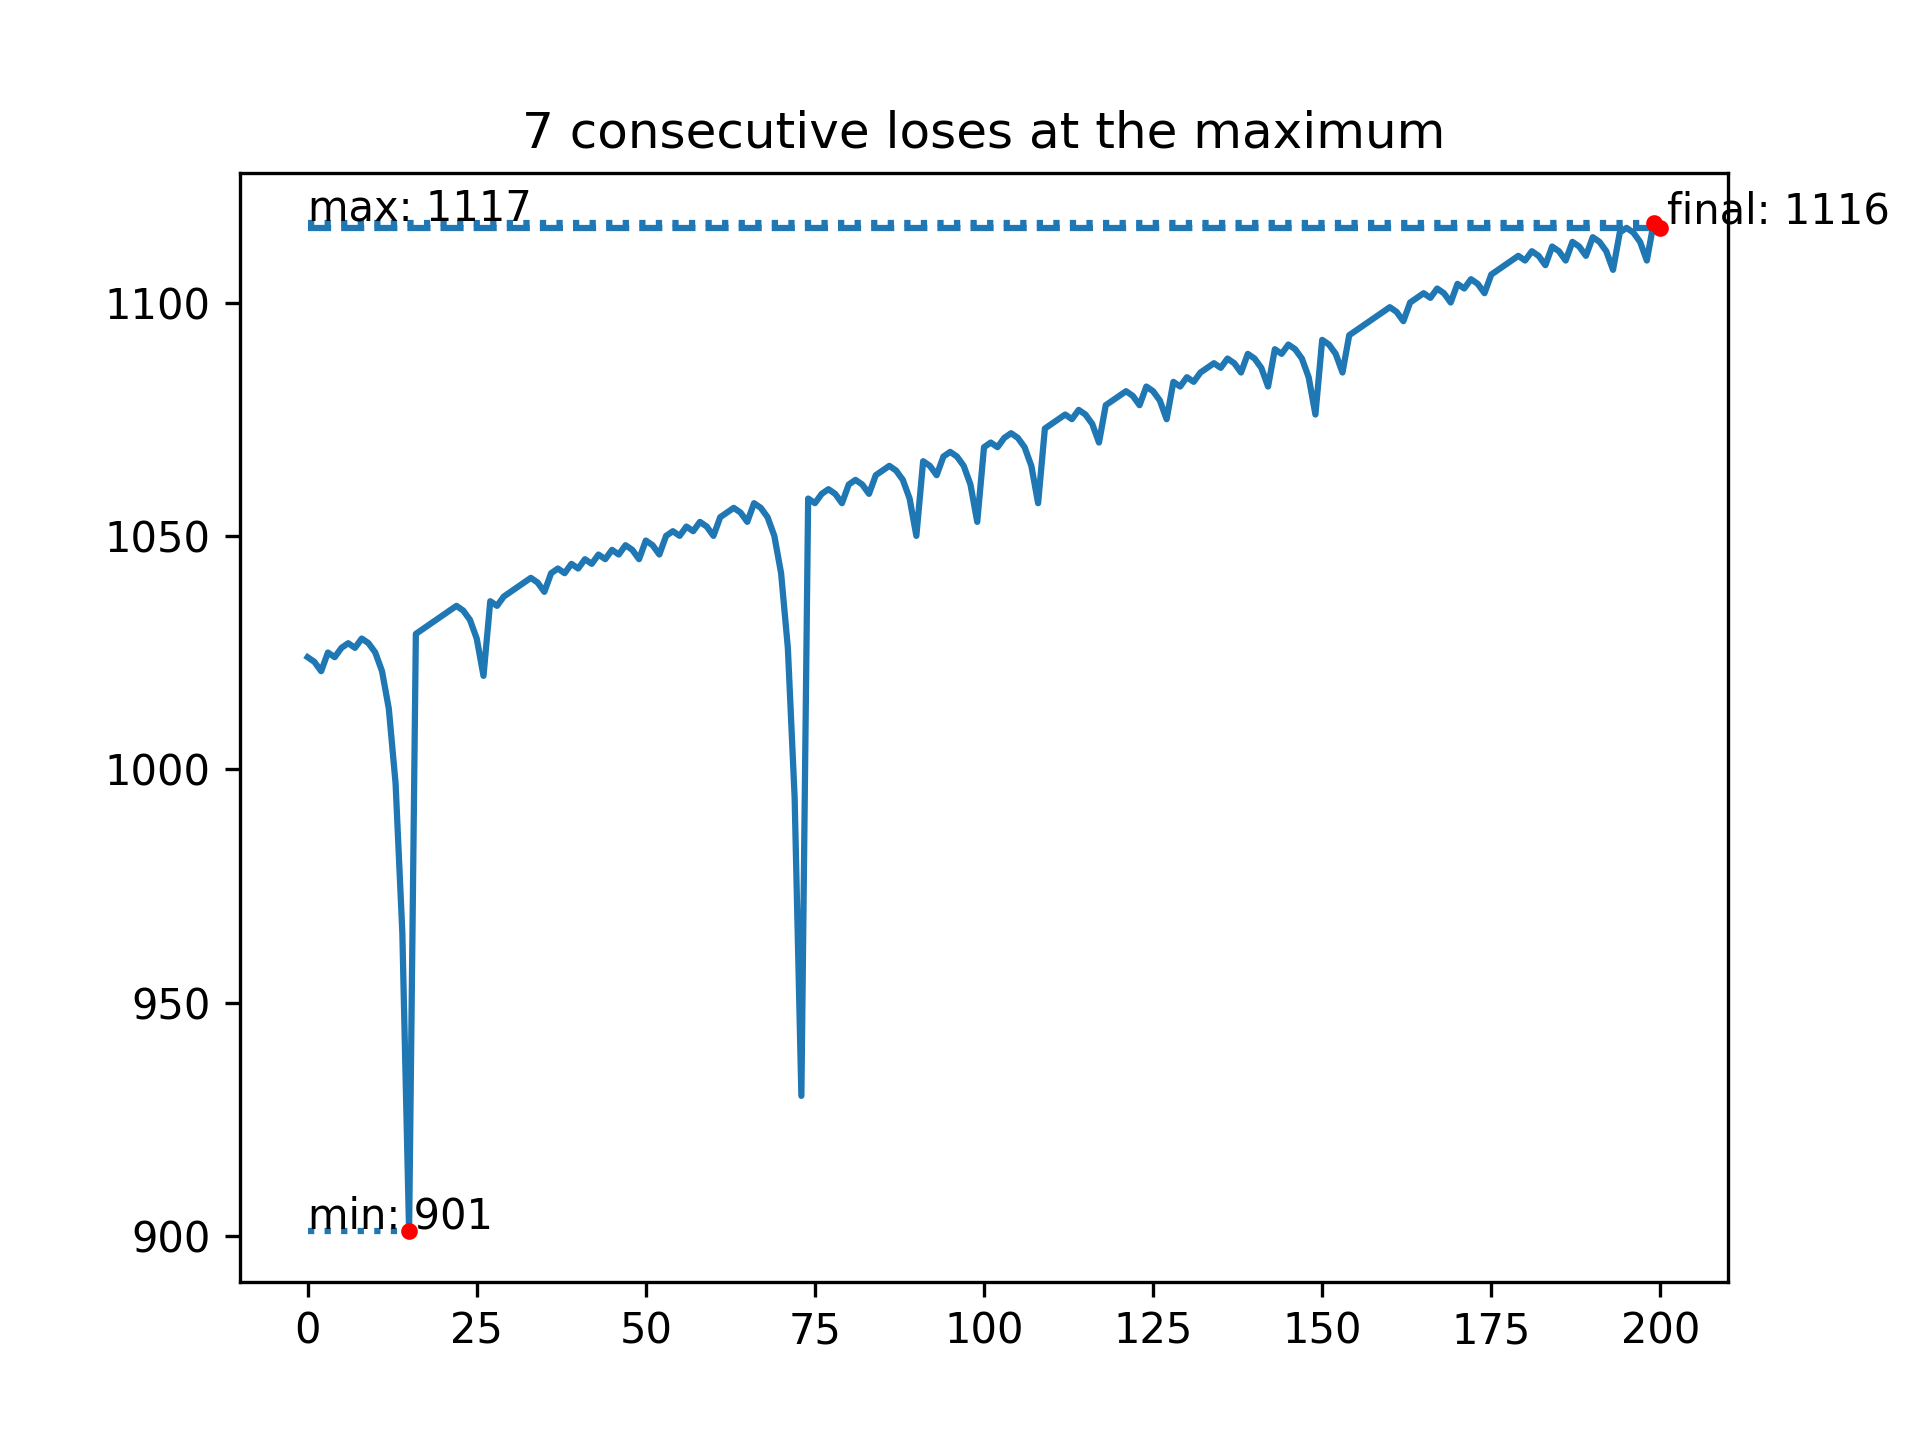 7 consecutive loses at the maximum
max: 1117
final: 1116
1100
1050
1000
950
min: 901
900
0 25 50 75 100 125 150 175 200